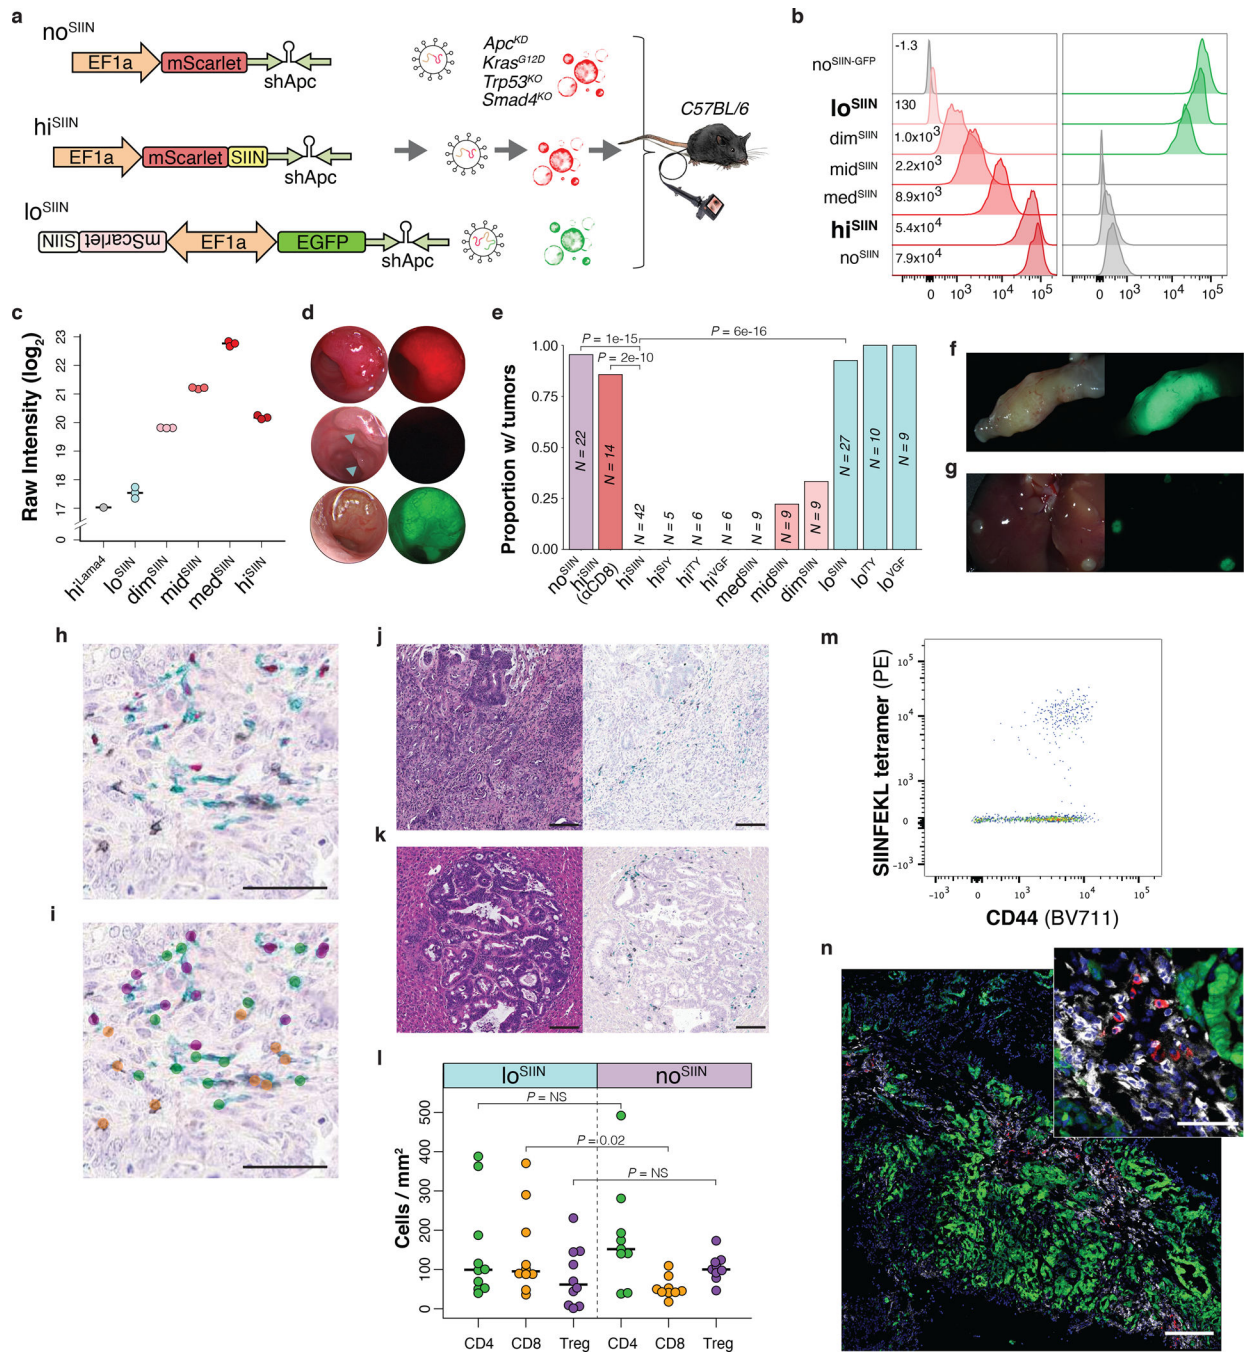 a
no^SIIN
EF1a mScarlet
shApc
hi^SIIN
EF1a mScarlet SIIN
shApc
lo^SIIN
SIIN mScarlet EF1a EGFP
shApc
Apc^KD
Kras^G12D
Trp53^KO
Smad4^KO
C57BL/6
b
no^SIIN-GFP
lo^SIIN
dim^SIIN
mid^SIIN
med^SIIN
hi^SIIN
no^SIIN
-1.3
130
1.0x10^3
2.2x10^3
8.9x10^3
5.4x10^4
7.9x10^4
0 10^3 10^4 10^5
0 10^3 10^4 10^5
c
Raw Intensity (log_2)
23
22
21
20
19
18
17
0
hi^Lama4 lo^SIIN dim^SIIN mid^SIIN med^SIIN hi^SIIN
d
e
P = 6e-16
P = 1e-15
P = 2e-10
Proportion w/ tumors
1.00
0.75
0.50
0.25
0.00
N = 22
N = 14
N = 42
N = 5
N = 6
N = 6
N = 9
N = 9
N = 9
N = 27
N = 10
N = 9
no^SIIN
hi^SIIN (αCD8)
hi^SIIN
hi^SIY
hi^ITY
hi^VGF
med^SIIN
mid^SIIN
dim^SIIN
lo^SIIN
lo^ITY
lo^VGF
f
g
h
i
j
k
l
lo^SIIN no^SIIN
P = NS
P = 0.02
P = NS
Cells / mm²
500
400
300
200
100
0
CD4 CD8 Treg CD4 CD8 Treg
m
SIINFEKL tetramer (PE)
10^5
10^4
10^3
0
-10^3
-10^3 0 10^3 10^4 10^5
CD44 (BV711)
n